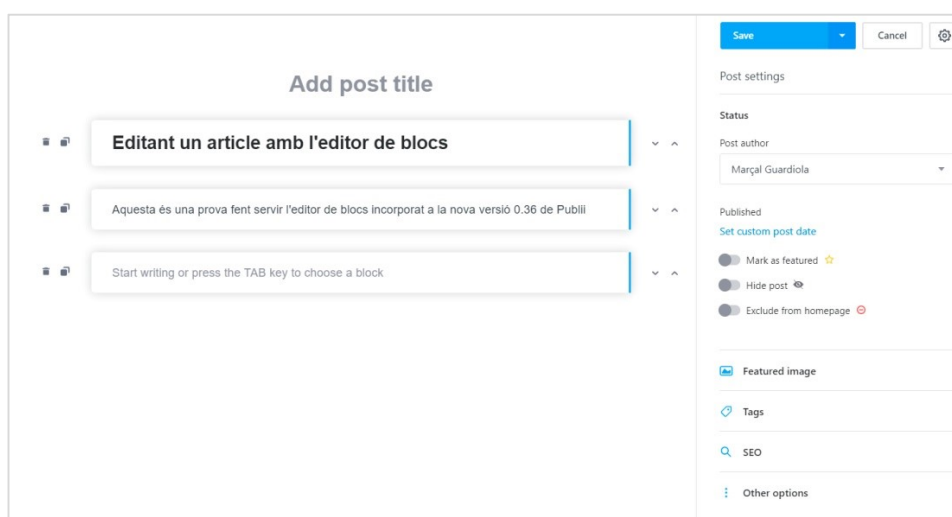 Save
Cancel
Add post title
Editant un article amb l'editor de blocs
Aquesta és una prova fent servir l'editor de blocs incorporat a la nova versió 0.36 de Publii
Start writing or press the TAB key to choose a block
Post settings
Status
Post author
Marçal Guardiola
Published
Set custom post date
Mark as featured
Hide post
Exclude from homepage
Featured image
Tags
SEO
Other options